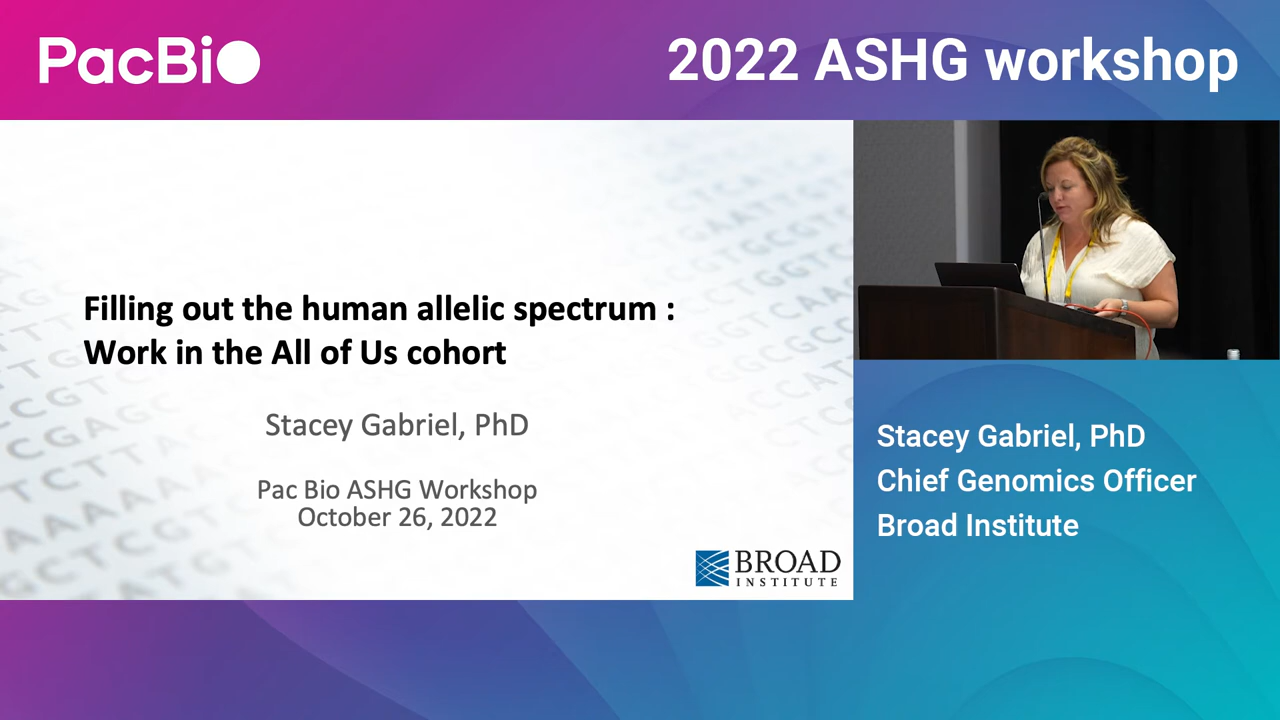 PacBio
2022 ASHG workshop
Filling out the human allelic spectrum :
Work in the All of Us cohort
Stacey Gabriel, PhD
Pac Bio ASHG Workshop
October 26, 2022
BROAD
INSTITUTE
Stacey Gabriel, PhD
Chief Genomics Officer
Broad Institute